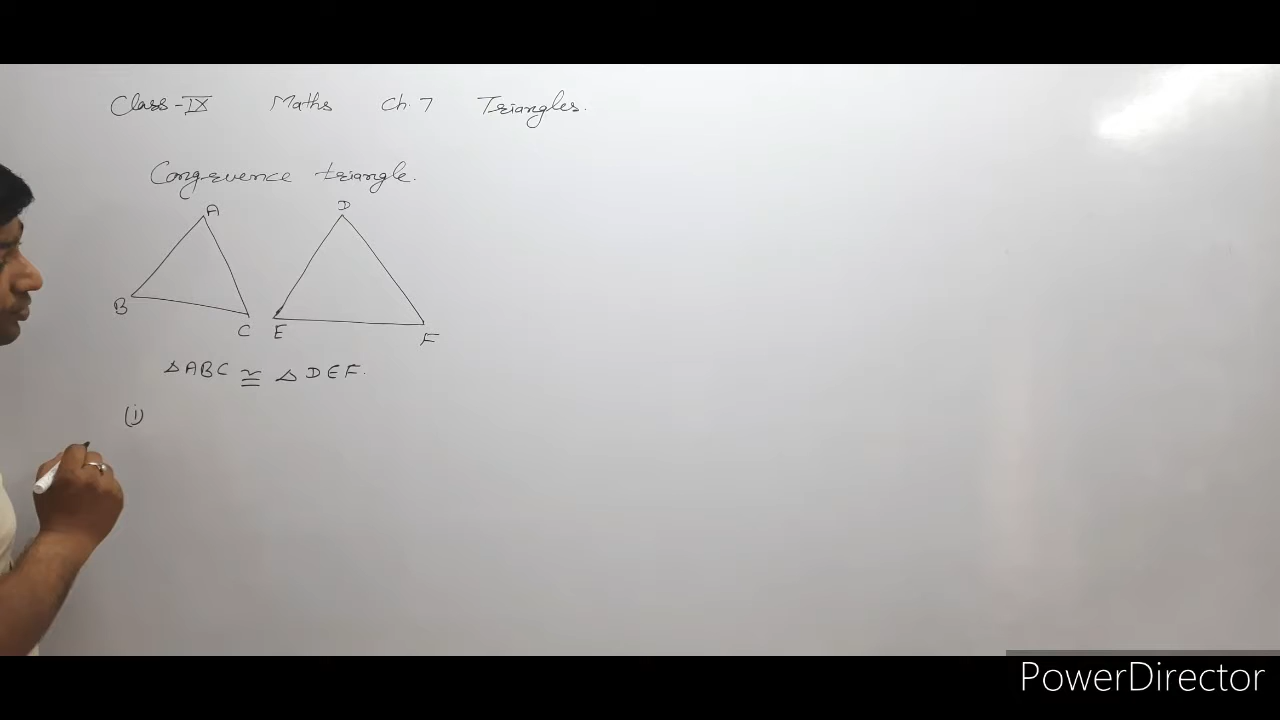 Class-IX Maths Ch. 7 Triangles.
Congruence triangle.
A D
B
C E
F
△ABC ≅ △DEF.
(i)
PowerDirector